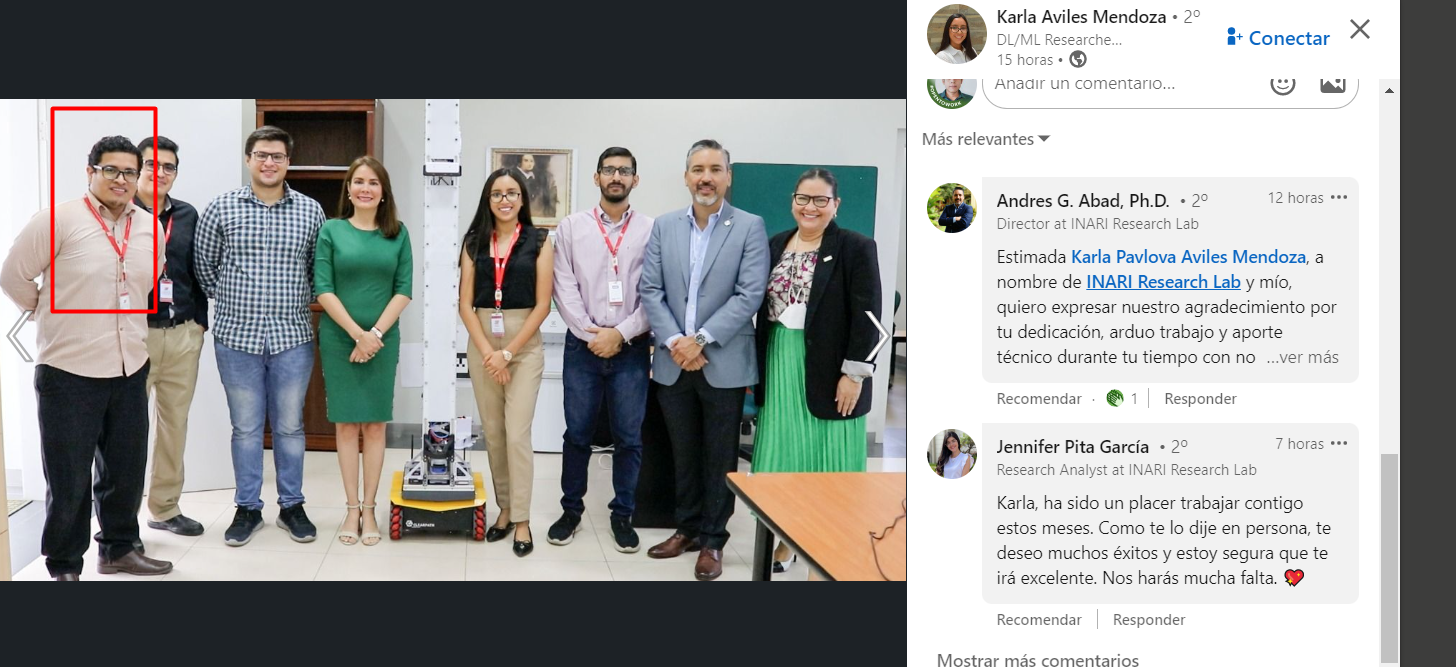 Karla Aviles Mendoza • 2º
DL/ML Researche...
15 horas •
Conectar
#OPENTOWORK
Añadir un comentario...
Más relevantes
Andres G. Abad, Ph.D. • 2º
12 horas
Director at INARI Research Lab
Estimada Karla Pavlova Aviles Mendoza, a
nombre de INARI Research Lab y mío,
quiero expresar nuestro agradecimiento por
tu dedicación, arduo trabajo y aporte
técnico durante tu tiempo con no ...ver más
Recomendar · 1 Responder
Jennifer Pita García • 2º
7 horas
Research Analyst at INARI Research Lab
Karla, ha sido un placer trabajar contigo
estos meses. Como te lo dije en persona, te
deseo muchos éxitos y estoy segura que te
irá excelente. Nos harás mucha falta. 💖
Recomendar Responder
Mostrar más comentarios
CLEARPATH